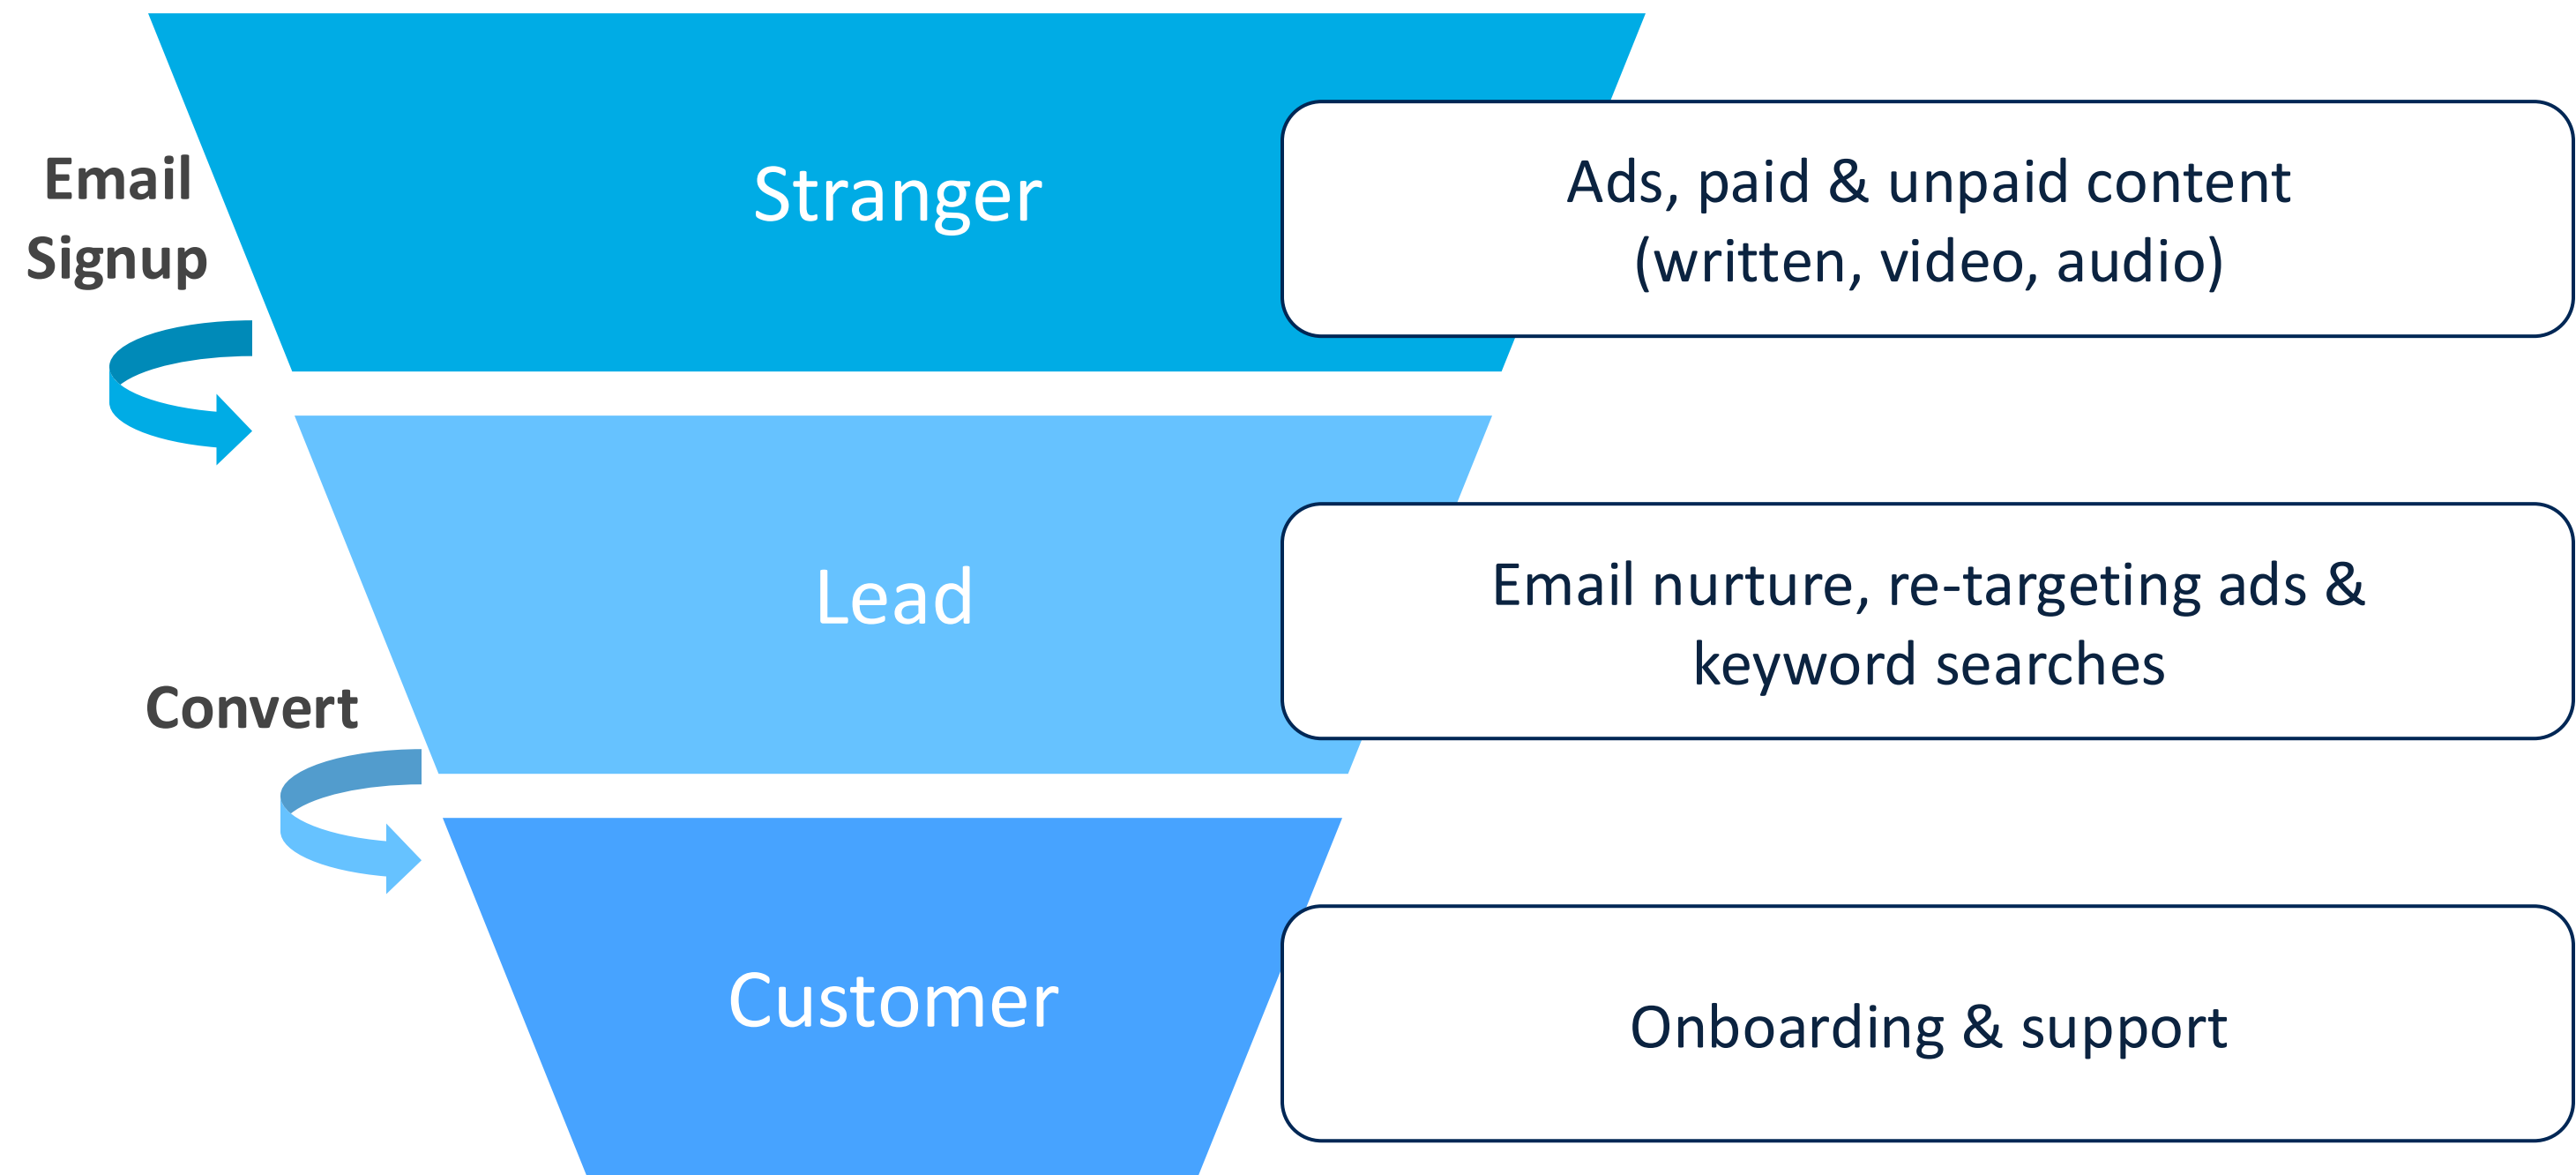 Email
Signup
Stranger
Ads, paid & unpaid content
(written, video, audio)
Lead
Email nurture, re-targeting ads &
keyword searches
Convert
Customer
Onboarding & support